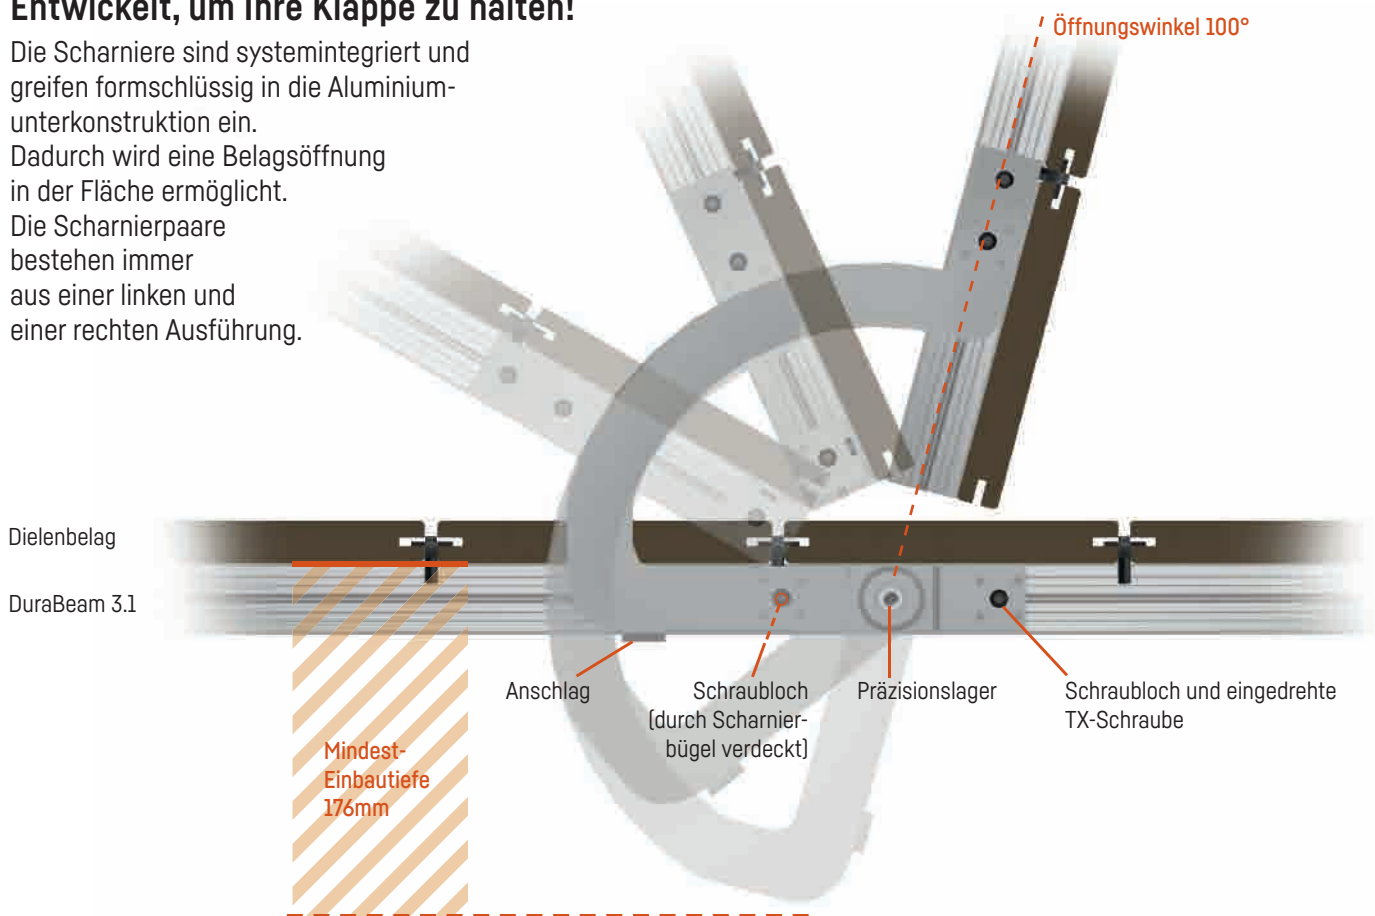 Entwickelt, um Ihre Klappe zu halten!
Die Scharniere sind systemintegriert und
greifen formschlüssig in die Aluminium-
unterkonstruktion ein.
Dadurch wird eine Belagsöffnung
in der Fläche ermöglicht.
Die Scharnierpaare
bestehen immer
aus einer linken und
einer rechten Ausführung.
Öffnungswinkel 100°
Dielenbelag
DuraBeam 3.1
Anschlag
Schraubloch
(durch Scharnier-
bügel verdeckt)
Präzisionslager
Schraubloch und eingedrehte
TX-Schraube
Mindest-
Einbautiefe
176mm